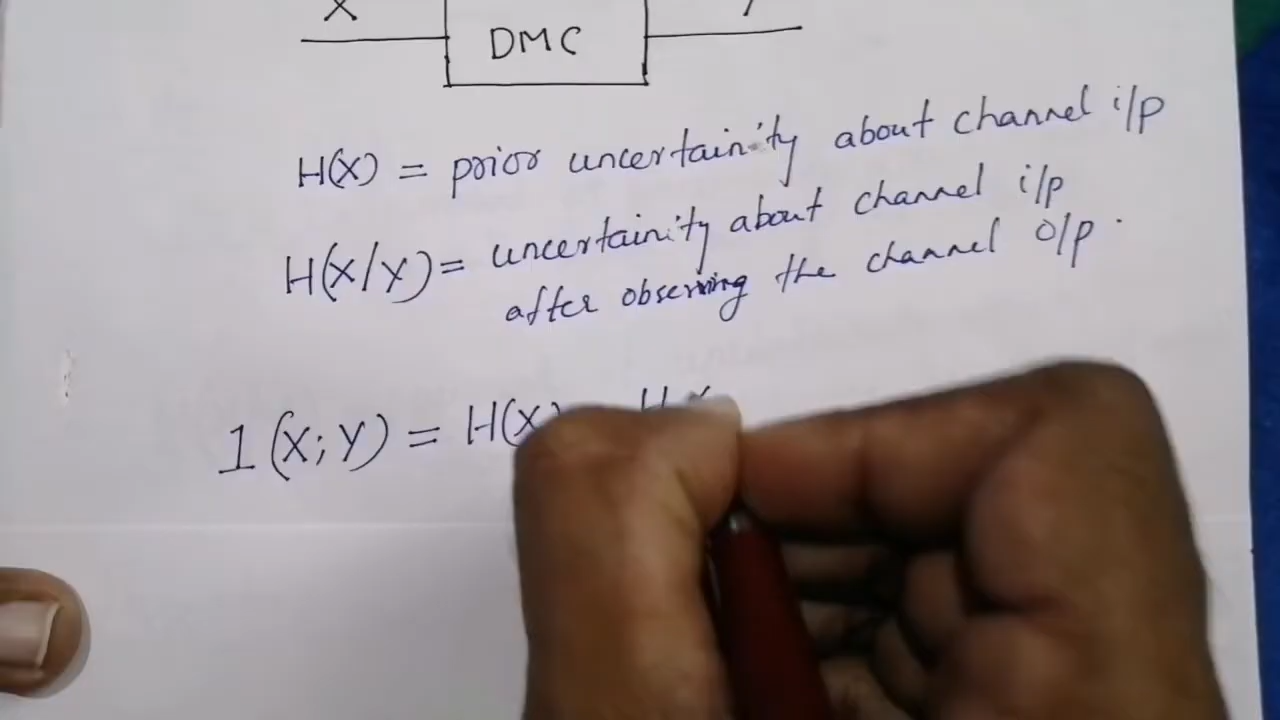 X
DMC
H(X) = prior uncertainity about channel i/p
H(X/Y) = uncertainity about channel i/p
after observing the channel o/p.
I(X;Y) = H(X)